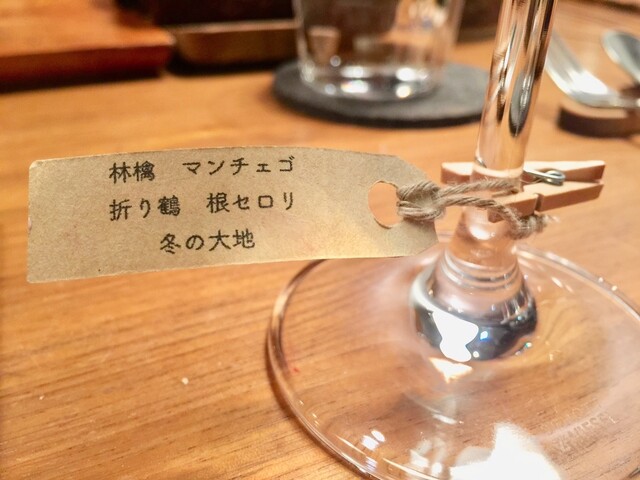 林檎　マンチェゴ
折り鶴　根セロリ
冬の大地